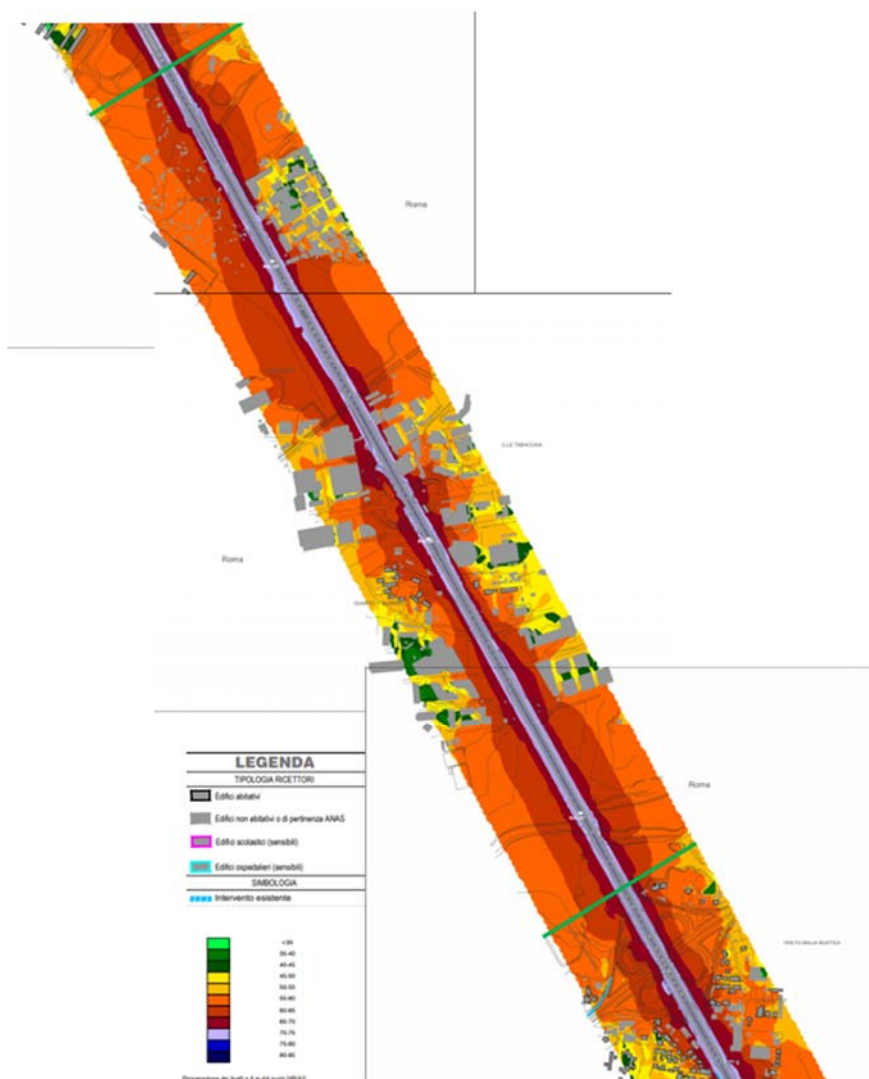 Roma
Roma
Roma
LEGENDA
TIPOLOGIA RICETTORI
Edifici abitativi
Edifici non abitativi o di pertinenza ANAS
Edifici scolastici (sensibili)
Edifici ospedalieri (sensibili)
SIMBOLOGIA
Intervento esistente
<35
35-40
40-45
45-50
50-55
55-60
60-65
65-70
70-75
75-80
80-85